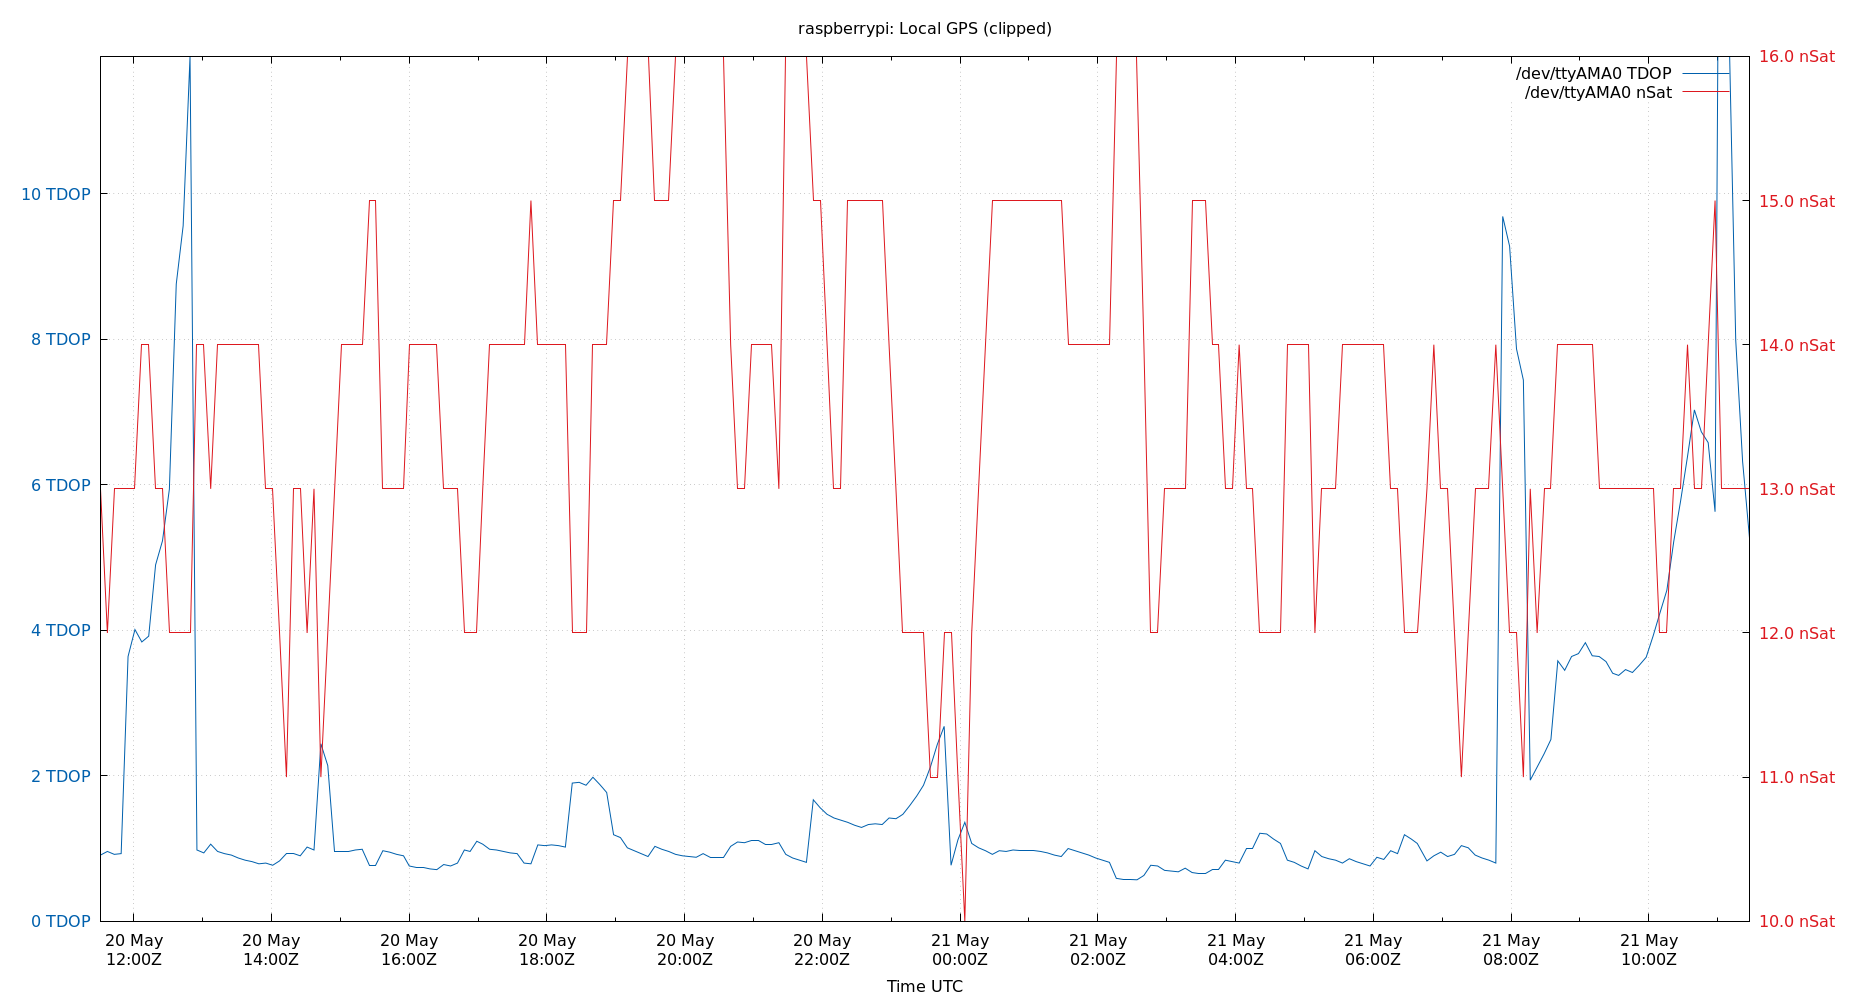 raspberrypi: Local GPS (clipped)
16.0 nSat
/dev/ttyAMA0 TDOP
/dev/ttyAMA0 nSat
10 TDOP
15.0 nSat
8 TDOP
14.0 nSat
6 TDOP
13.0 nSat
4 TDOP
12.0 nSat
2 TDOP
11.0 nSat
0 TDOP
10.0 nSat
20 May 20 May 20 May 20 May 20 May 20 May 21 May 21 May 21 May 21 May 21 May 21 May
12:00Z 14:00Z 16:00Z 18:00Z 20:00Z 22:00Z 00:00Z 02:00Z 04:00Z 06:00Z 08:00Z 10:00Z
Time UTC